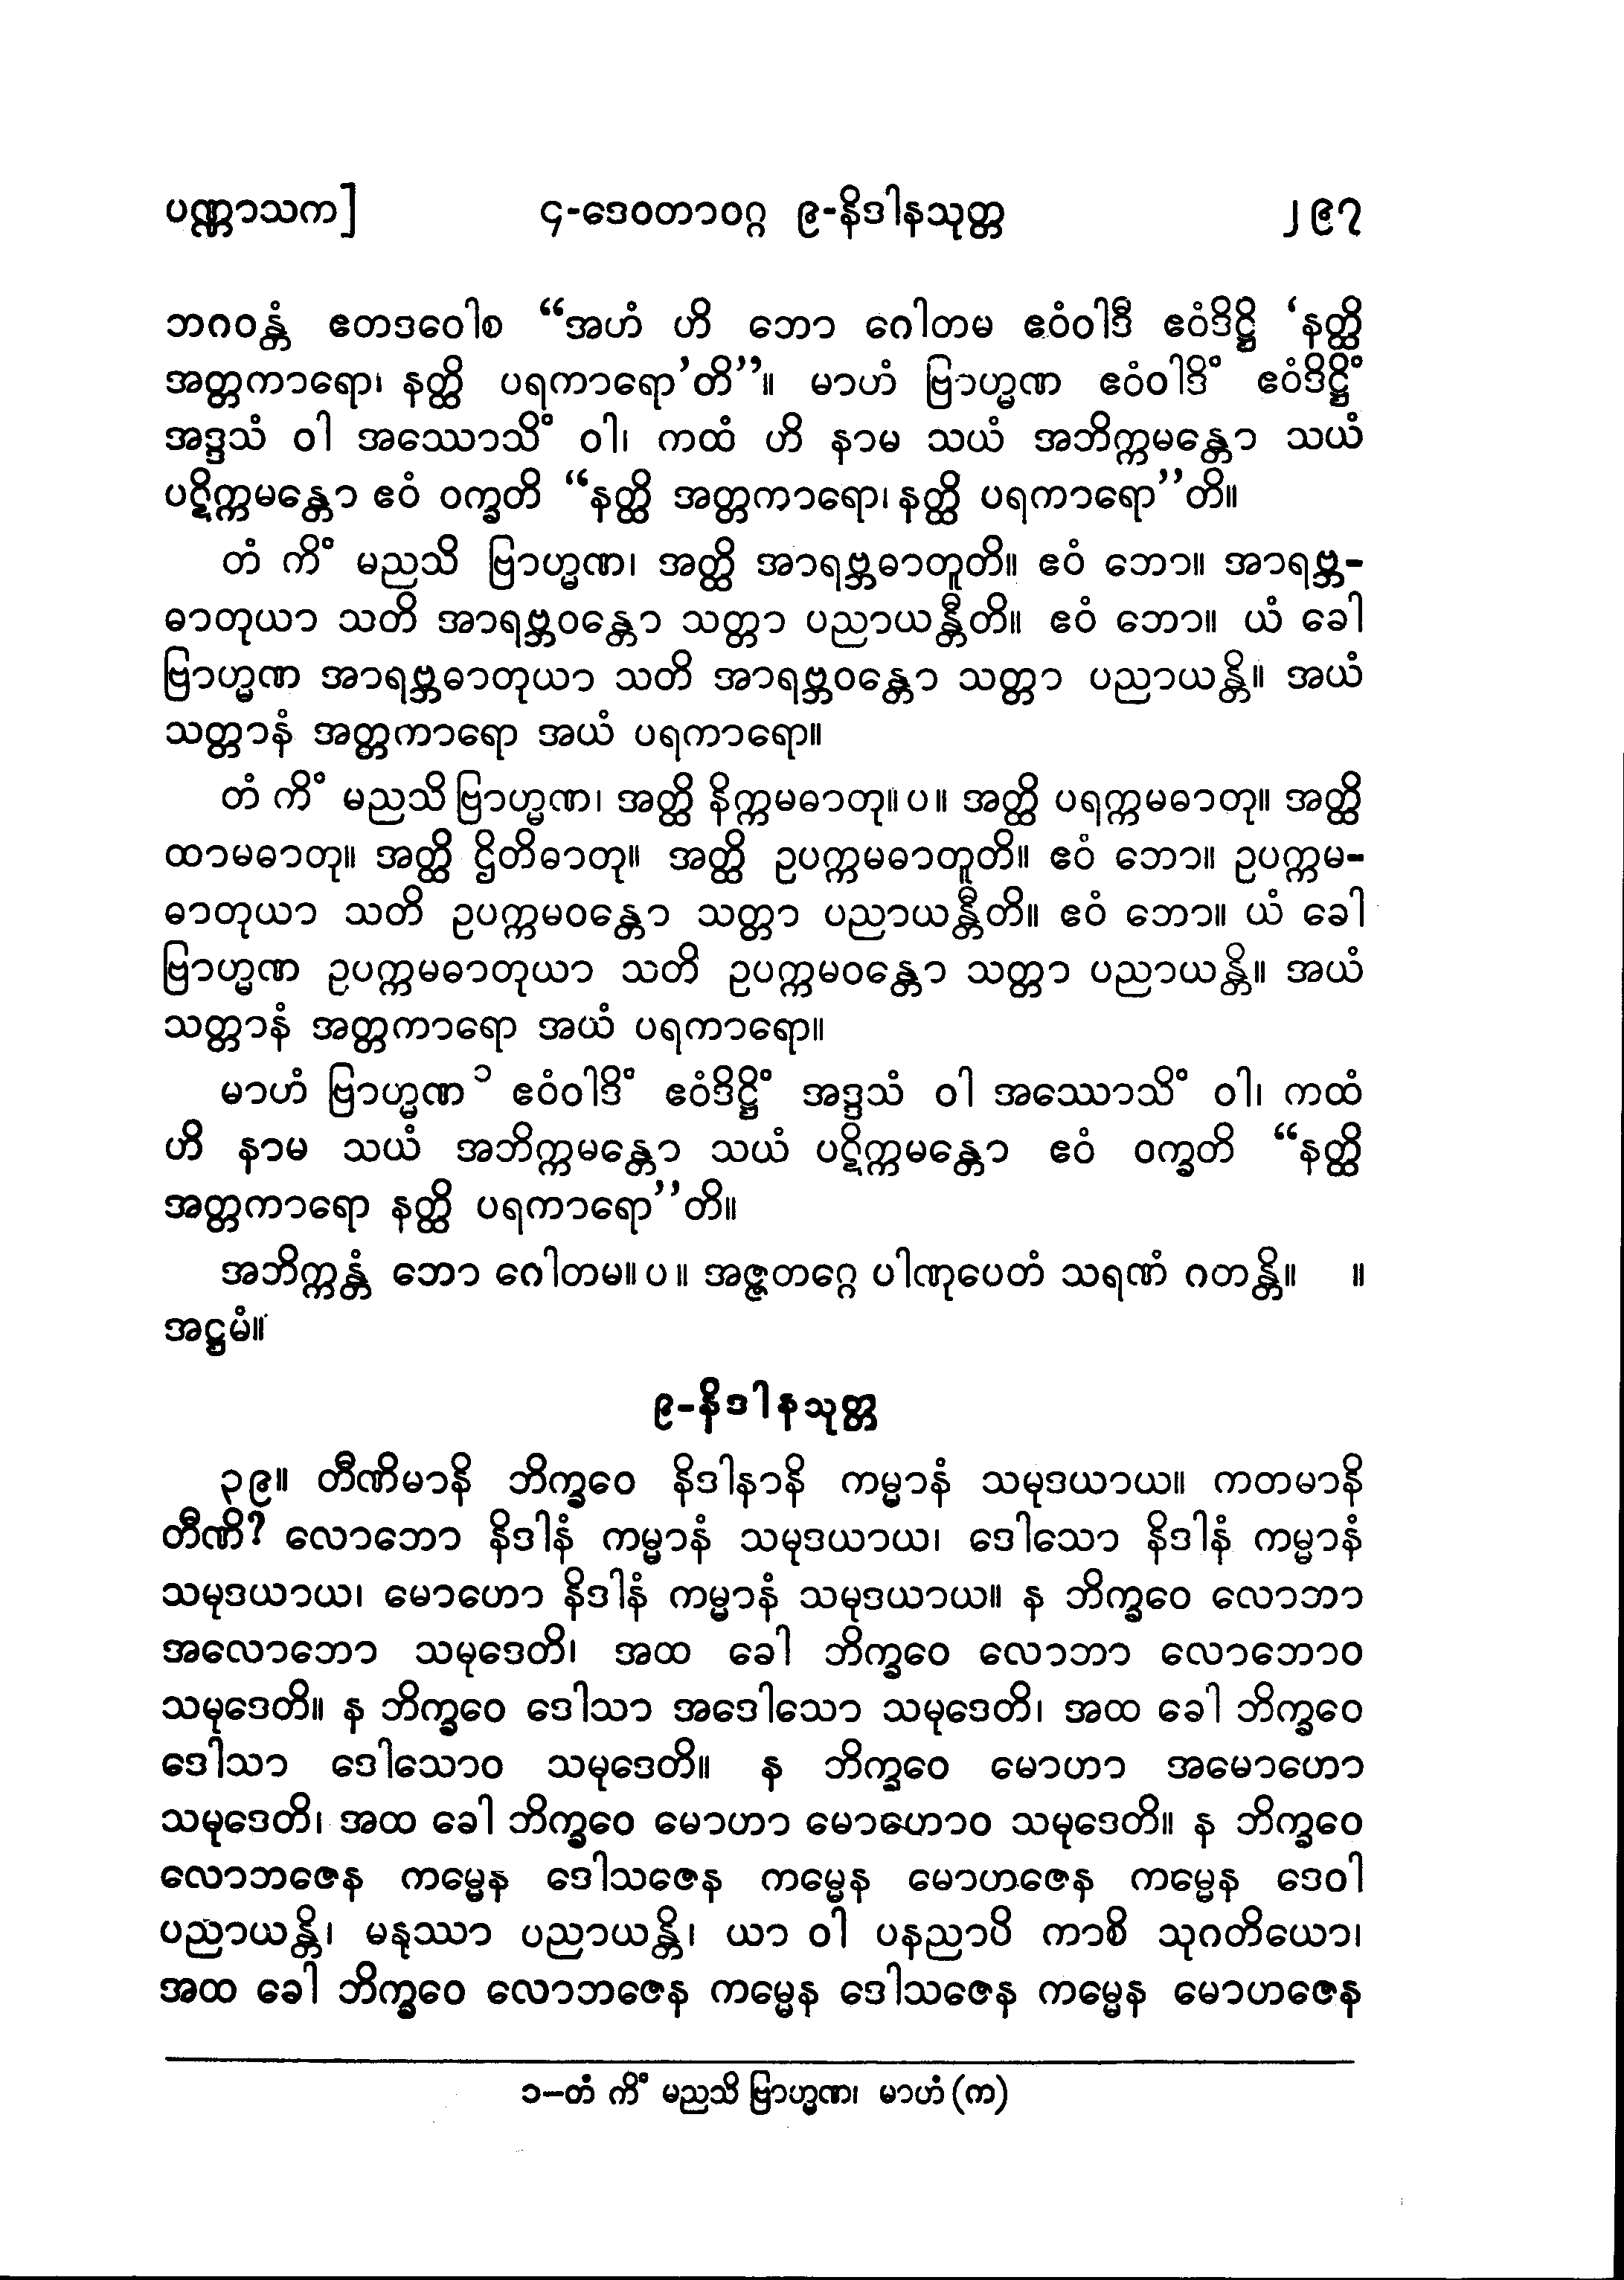 ပဏ္ဏာသက]     ၄-ဒေဝတာဝဂ္ဂ ၉-နိဒါနသုတ္တ     ၂၉၇
ဘဂဝန္တံ ဧတဒဝေါစ “အဟံ ဟိ ဘော ဂေါတမ ဧဝံဝါဒီ ဧဝံဒိဋ္ဌိ ‘နတ္ထိ
အတ္တကာရော၊ နတ္ထိ ပရကာရော’တိ”။ မာဟံ ဗြာဟ္မဏ ဧဝံဝါဒိံ ဧဝံဒိဋ္ဌိံ
အဒ္ဒသံ ဝါ အဿောသိံ ဝါ၊ ကထံ ဟိ နာမ သယံ အဘိက္ကမန္တော သယံ
ပဋိက္ကမန္တော ဧဝံ ဝက္ခတိ “နတ္ထိ အတ္တကာရော၊ နတ္ထိ ပရကာရော”တိ။
တံ ကိံ မညသိ ဗြာဟ္မဏ၊ အတ္ထိ အာရဗ္ဘဓာတူတိ။ ဧဝံ ဘော။ အာရဗ္ဘ-
ဓာတုယာ သတိ အာရဗ္ဘဝန္တော သတ္တာ ပညာယန္တီတိ။ ဧဝံ ဘော။ ယံ ခေါ
ဗြာဟ္မဏ အာရဗ္ဘဓာတုယာ သတိ အာရဗ္ဘဝန္တော သတ္တာ ပညာယန္တိ။ အယံ
သတ္တာနံ အတ္တကာရော အယံ ပရကာရော။
တံ ကိံ မညသိ ဗြာဟ္မဏ၊ အတ္ထိ နိက္ကမဓာတု။ ပ။ အတ္ထိ ပရက္ကမဓာတု။ အတ္ထိ
ထာမဓာတု။ အတ္ထိ ဌိတိဓာတု။ အတ္ထိ ဥပက္ကမဓာတူတိ။ ဧဝံ ဘော။ ဥပက္ကမ-
ဓာတုယာ သတိ ဥပက္ကမဝန္တော သတ္တာ ပညာယန္တီတိ။ ဧဝံ ဘော။ ယံ ခေါ
ဗြာဟ္မဏ ဥပက္ကမဓာတုယာ သတိ ဥပက္ကမဝန္တော သတ္တာ ပညာယန္တိ။ အယံ
သတ္တာနံ အတ္တကာရော အယံ ပရကာရော။
မာဟံ ဗြာဟ္မဏ ၁ ဧဝံဝါဒိံ ဧဝံဒိဋ္ဌိံ အဒ္ဒသံ ဝါ အဿောသိံ ဝါ၊ ကထံ
ဟိ နာမ သယံ အဘိက္ကမန္တော သယံ ပဋိက္ကမန္တော ဧဝံ ဝက္ခတိ “နတ္ထိ
အတ္တကာရော နတ္ထိ ပရကာရော”တိ။
အဘိက္ကန္တံ ဘော ဂေါတမ။ ပ။ အဇ္ဇတဂ္ဂေ ပါဏုပေတံ သရဏံ ဂတန္တိ။ ။
အဋ္ဌမံ။
၉-နိဒါနသုတ္တ
၃၉။ တီဏိမာနိ ဘိက္ခဝေ နိဒါနာနိ ကမ္မာနံ သမုဒယာယ။ ကတမာနိ
တီဏိ? လောဘော နိဒါနံ ကမ္မာနံ သမုဒယာယ၊ ဒေါသော နိဒါနံ ကမ္မာနံ
သမုဒယာယ၊ မောဟော နိဒါနံ ကမ္မာနံ သမုဒယာယ။ န ဘိက္ခဝေ လောဘာ
အလောဘော သမုဒေတိ၊ အထ ခေါ ဘိက္ခဝေ လောဘာ လောဘောဝ
သမုဒေတိ။ န ဘိက္ခဝေ ဒေါသာ အဒေါသော သမုဒေတိ၊ အထ ခေါ ဘိက္ခဝေ
ဒေါသာ ဒေါသောဝ သမုဒေတိ။ န ဘိက္ခဝေ မောဟာ အမောဟော
သမုဒေတိ၊ အထ ခေါ ဘိက္ခဝေ မောဟာ မောဟောဝ သမုဒေတိ။ န ဘိက္ခဝေ
လောဘဇေန ကမ္မေန ဒေါသဇေန ကမ္မေန မောဟဇေန ကမ္မေန ဒေဝါ
ပညာယန္တိ၊ မနုဿာ ပညာယန္တိ၊ ယာ ဝါ ပနညာပိ ကာစိ သုဂတိယော၊
အထ ခေါ ဘိက္ခဝေ လောဘဇေန ကမ္မေန ဒေါသဇေန ကမ္မေန မောဟဇေန
၁–တံ ကိံ မညသိ ဗြာဟ္မဏ၊ မာဟံ (က)